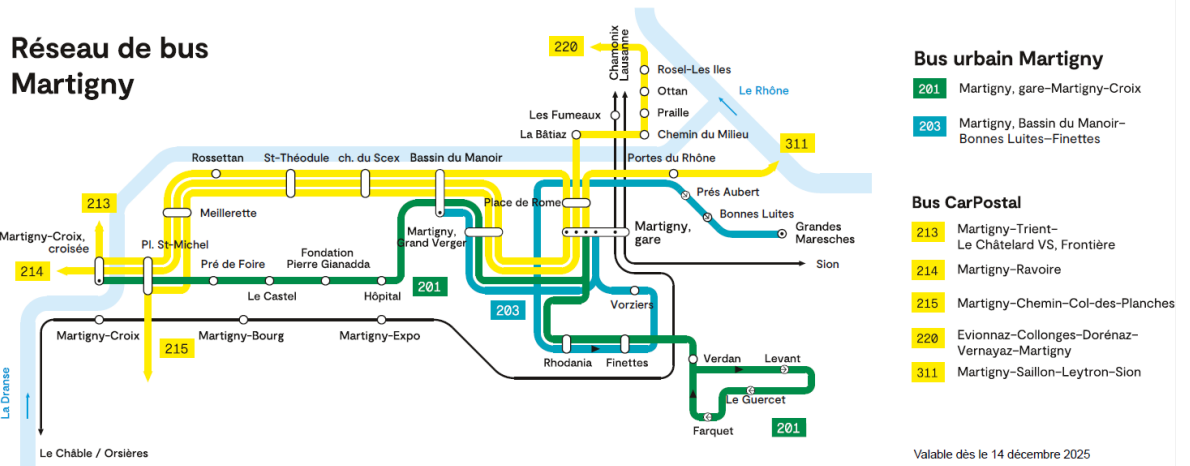 Réseau de bus
Martigny
220
Chamonix
Lausanne
Rosel-Les Iles
Ottan
Praille
Chemin du Milieu
Les Fumeaux
La Bâtiaz
Le Rhône
311
Portes du Rhône
Rossettan
St-Théodule
ch. du Scex
Bassin du Manoir
Place de Rome
Prés Aubert
Bonnes Luites
Grandes
Maresches
213
Meillerette
Martigny-Croix,
croisée
Pl. St-Michel
214
Martigny,
Grand Verger
Martigny,
gare
Sion
Pré de Foire
Le Castel
Fondation
Pierre Gianadda
Hôpital
201
203
Vorziers
Martigny-Croix
Martigny-Bourg
Martigny-Expo
215
Rhodania
Finettes
Verdan
Levant
Le Guercet
Farquet
201
La Dranse
Le Châble / Orsières
Bus urbain Martigny
201 Martigny, gare–Martigny-Croix
203 Martigny, Bassin du Manoir–
Bonnes Luites–Finettes
Bus CarPostal
213 Martigny–Trient–
Le Châtelard VS, Frontière
214 Martigny–Ravoire
215 Martigny–Chemin–Col-des-Planches
220 Evionnaz–Collonges–Dorénaz–
Vernayaz–Martigny
311 Martigny–Saillon–Leytron–Sion
Valable dès le 14 décembre 2025